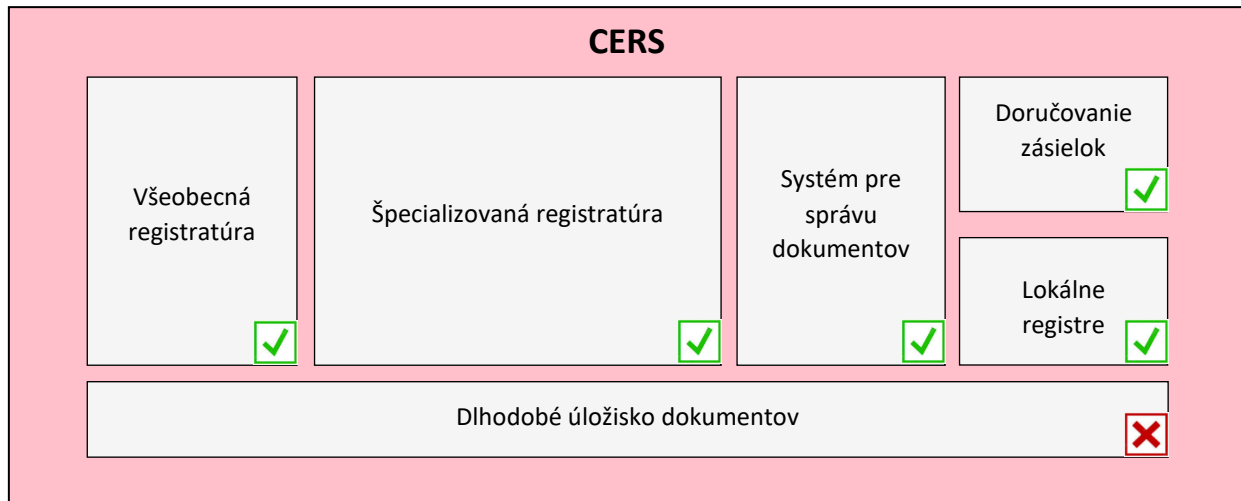 CERS
Všeobecná
registratúra
Špecializovaná registratúra
Systém pre
správu
dokumentov
Doručovanie
zásielok
Lokálne
registre
Dlhodobé úložisko dokumentov